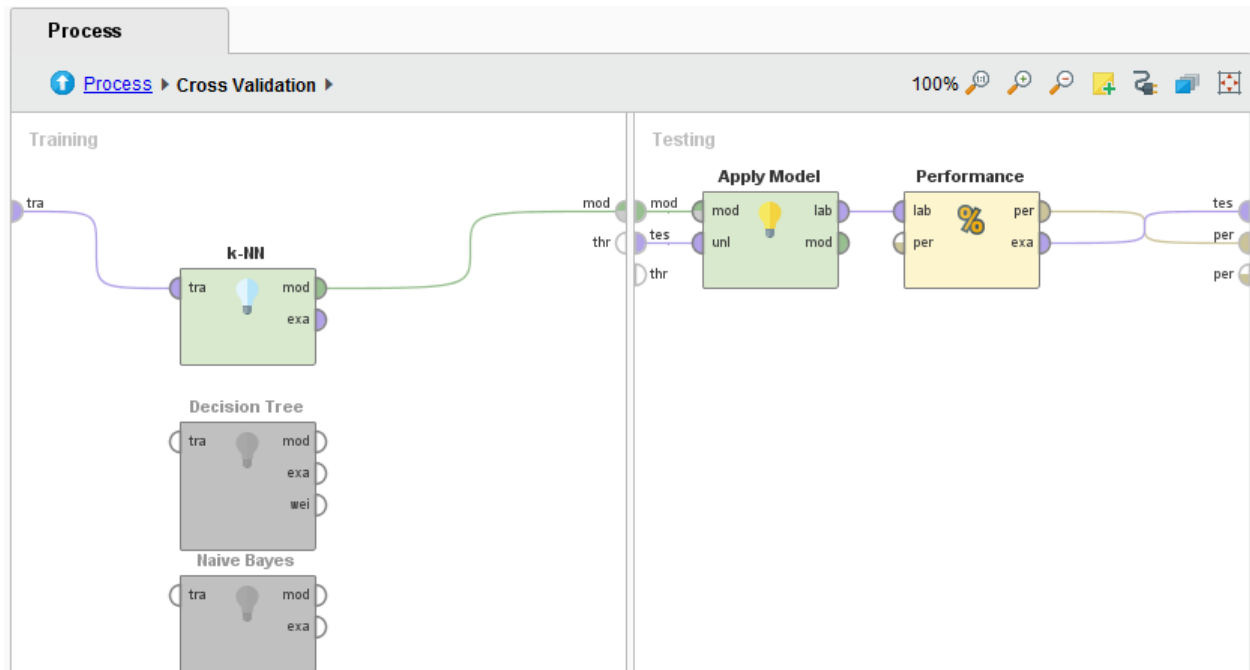 Process
Process Cross Validation
100%
Training
tra
mod
thr
k-NN
tra mod
exa
Decision Tree
tra mod
exa
wei
Naive Bayes
tra mod
exa
Testing
mod
tes
thr
Apply Model
mod lab
unl mod
Performance
lab per
per exa
tes
per
per